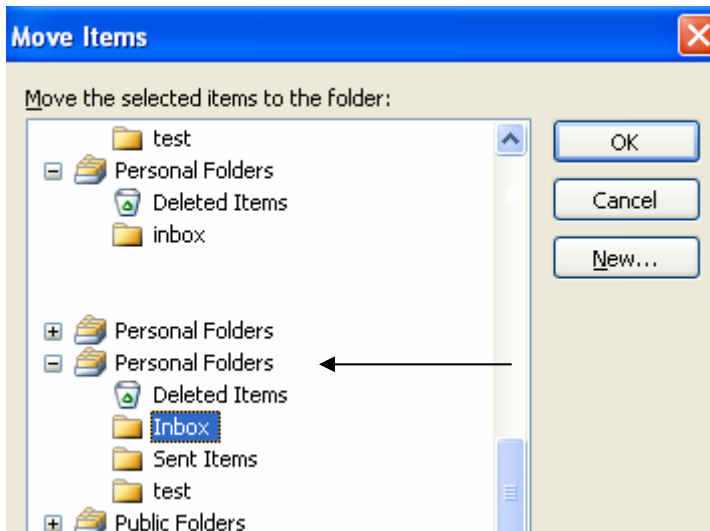 Move Items
Move the selected items to the folder:
test
Personal Folders
Deleted Items
inbox
Personal Folders
Personal Folders
Deleted Items
Inbox
Sent Items
test
Public Folders
OK
Cancel
New...